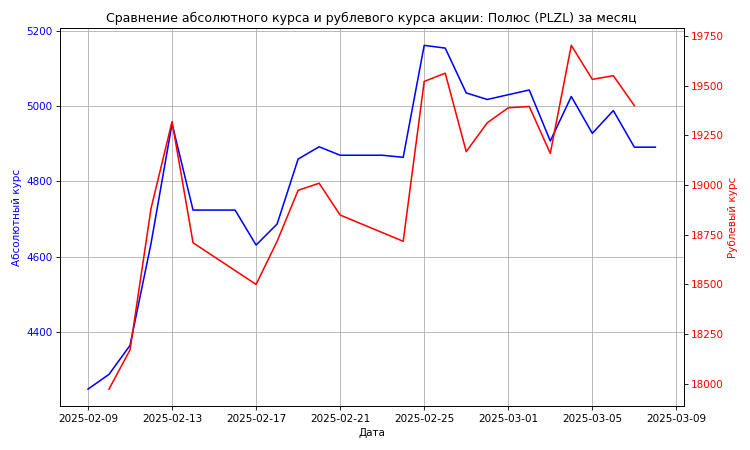 Сравнение абсолютного курса и рублевого курса акции: Полюс (PLZL) за месяц
5200
5000
4800
4600
4400
Абсолютный курс
19750
19500
19250
19000
18750
18500
18250
18000
Рублевый курс
2025-02-09 2025-02-13 2025-02-17 2025-02-21 2025-02-25 2025-03-01 2025-03-05 2025-03-09
Дата